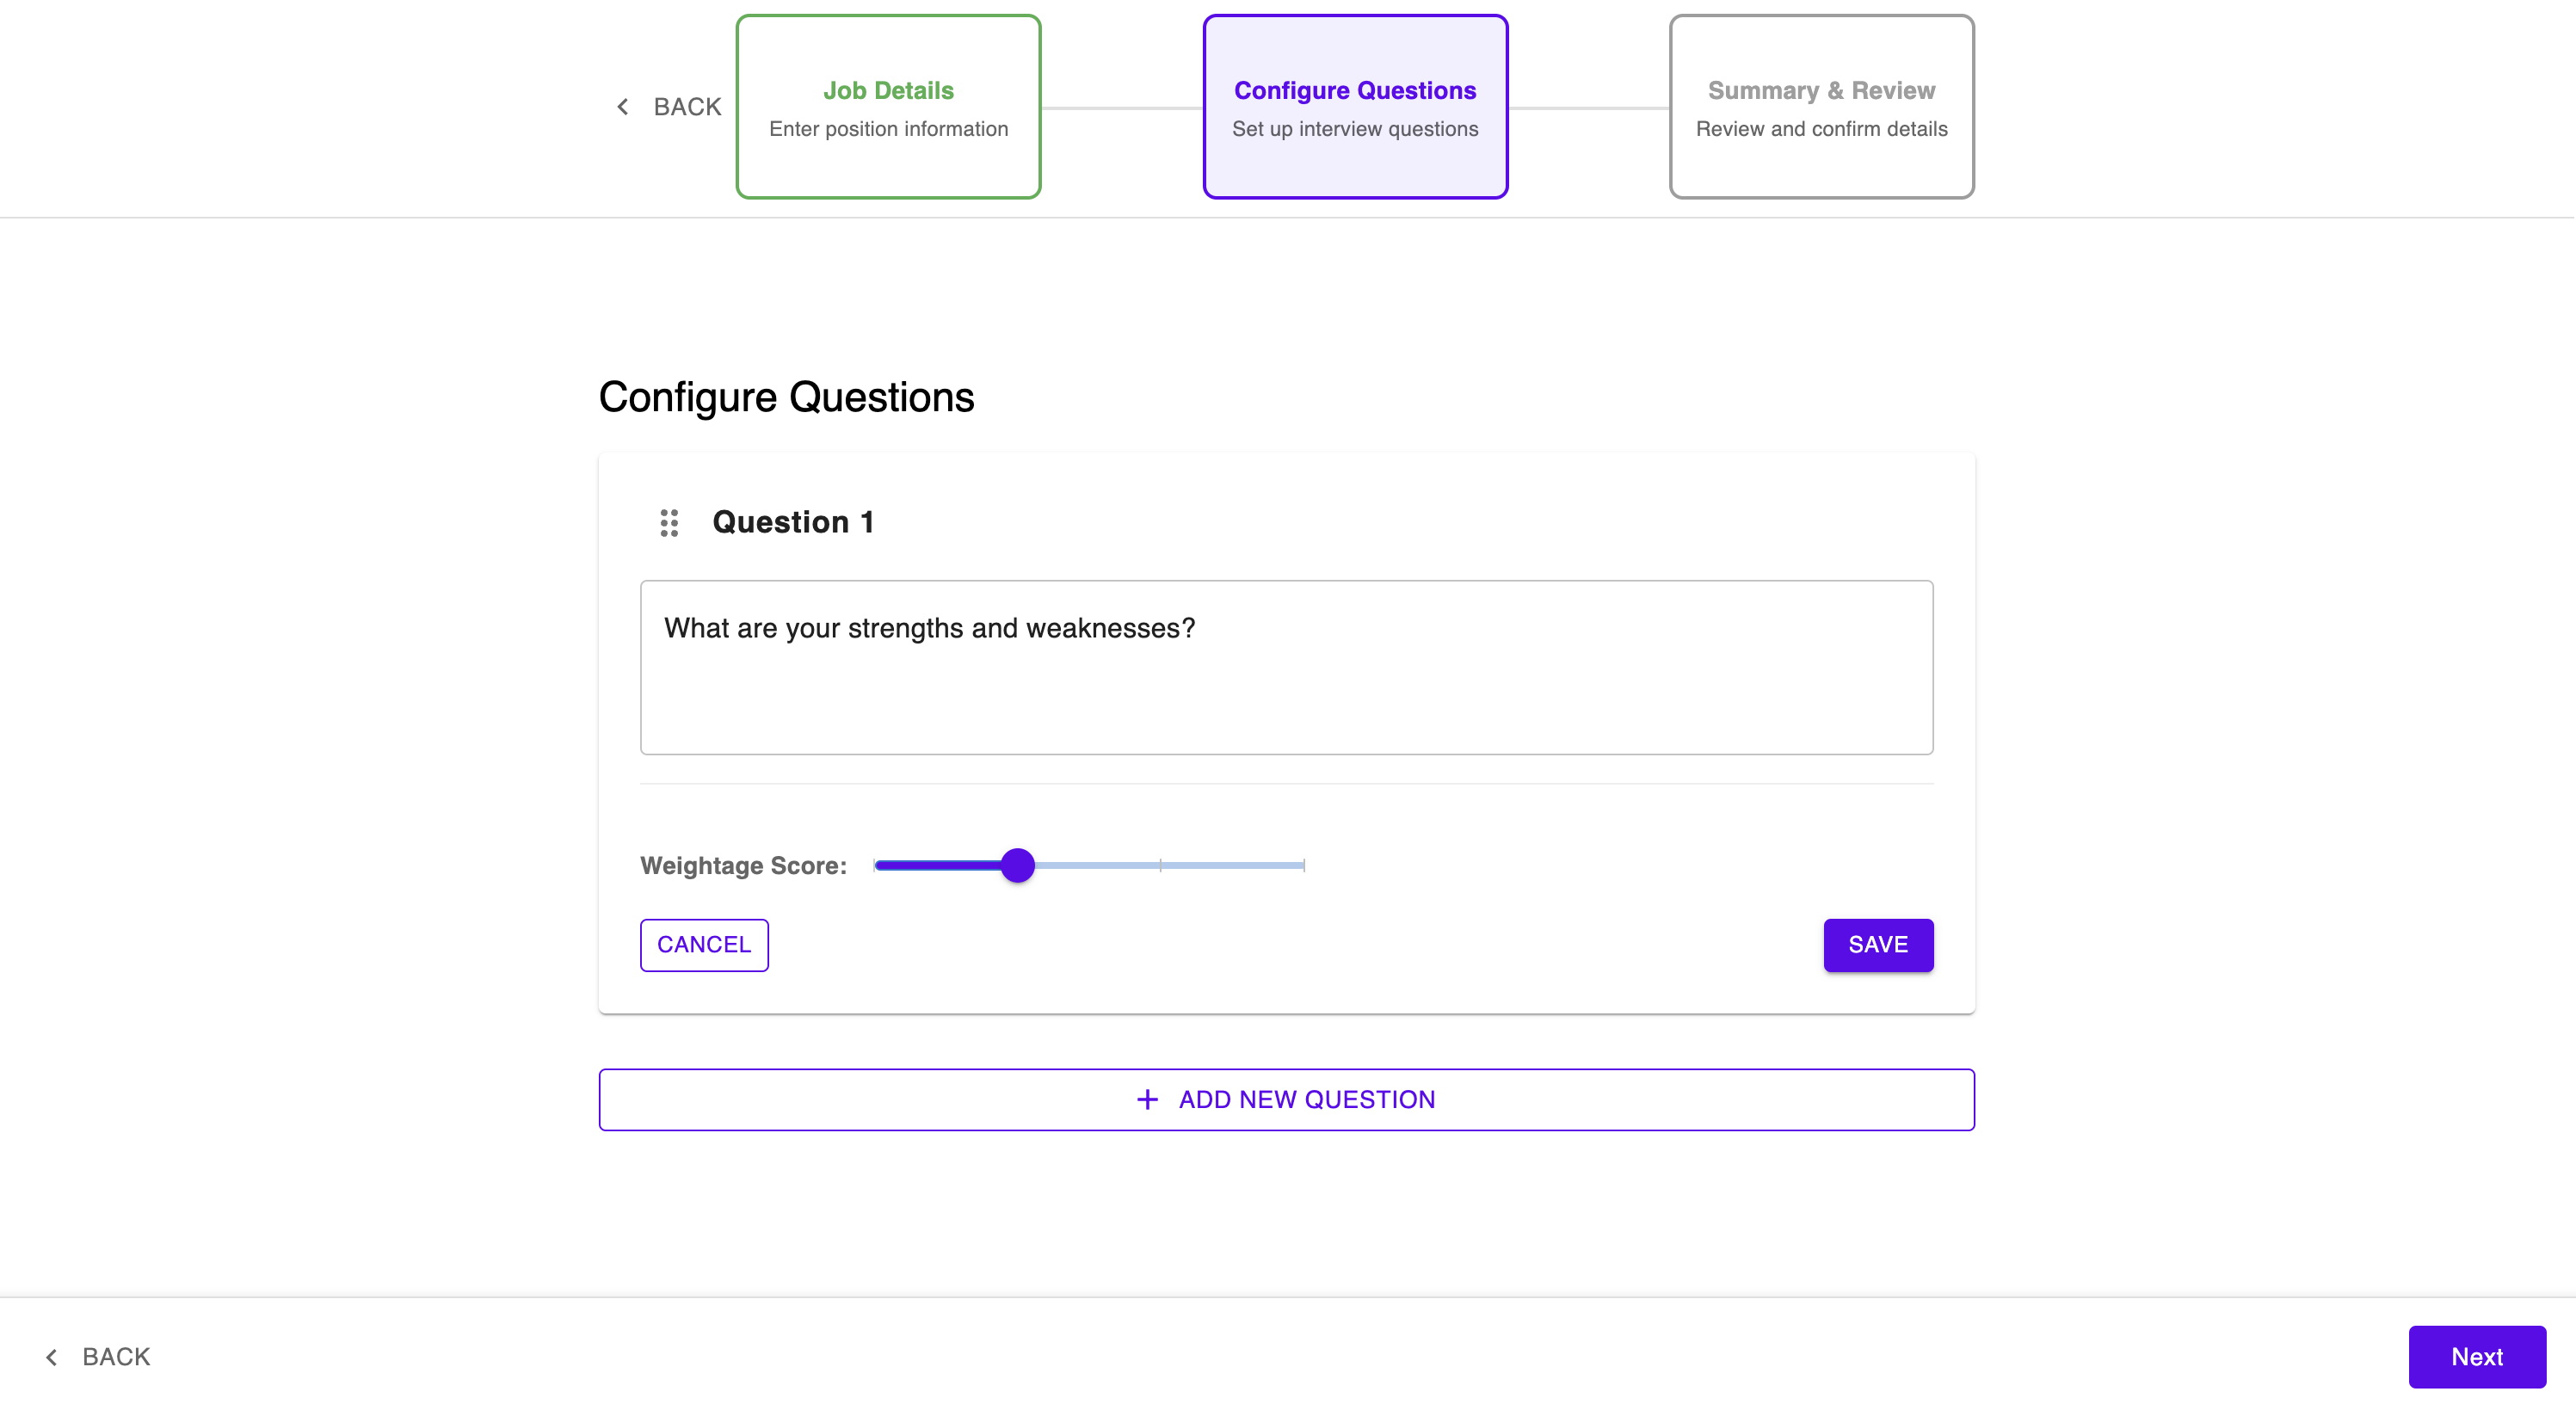 BACK
Job Details
Enter position information
Configure Questions
Set up interview questions
Summary & Review
Review and confirm details
Configure Questions
Question 1
What are your strengths and weaknesses?
Weightage Score:
CANCEL
SAVE
+ ADD NEW QUESTION
BACK
Next